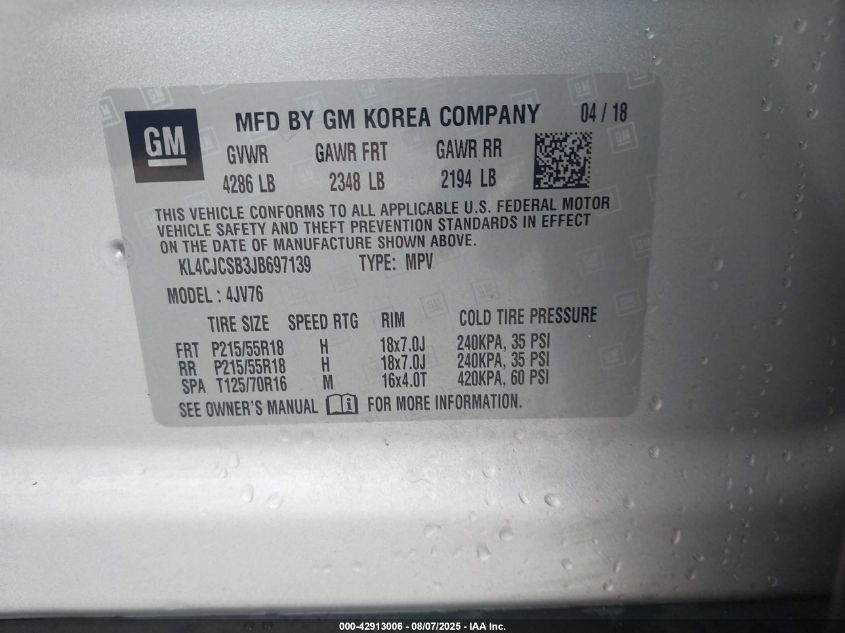 GM
MFD BY GM KOREA COMPANY 04 / 18
GVWR GAWR FRT GAWR RR
4286 LB 2348 LB 2194 LB
THIS VEHICLE CONFORMS TO ALL APPLICABLE U.S. FEDERAL MOTOR
VEHICLE SAFETY AND THEFT PREVENTION STANDARDS IN EFFECT
ON THE DATE OF MANUFACTURE SHOWN ABOVE.
KL4CJCSB3JB697139 TYPE: MPV
MODEL : 4JV76
TIRE SIZE SPEED RTG RIM COLD TIRE PRESSURE
FRT P215/55R18 H 18x7.0J 240KPA, 35 PSI
RR P215/55R18 H 18x7.0J 240KPA, 35 PSI
SPA T125/70R16 M 16x4.0T 420KPA, 60 PSI
SEE OWNER'S MANUAL FOR MORE INFORMATION.
000-42913006 - 08/07/2025 - IAA Inc.